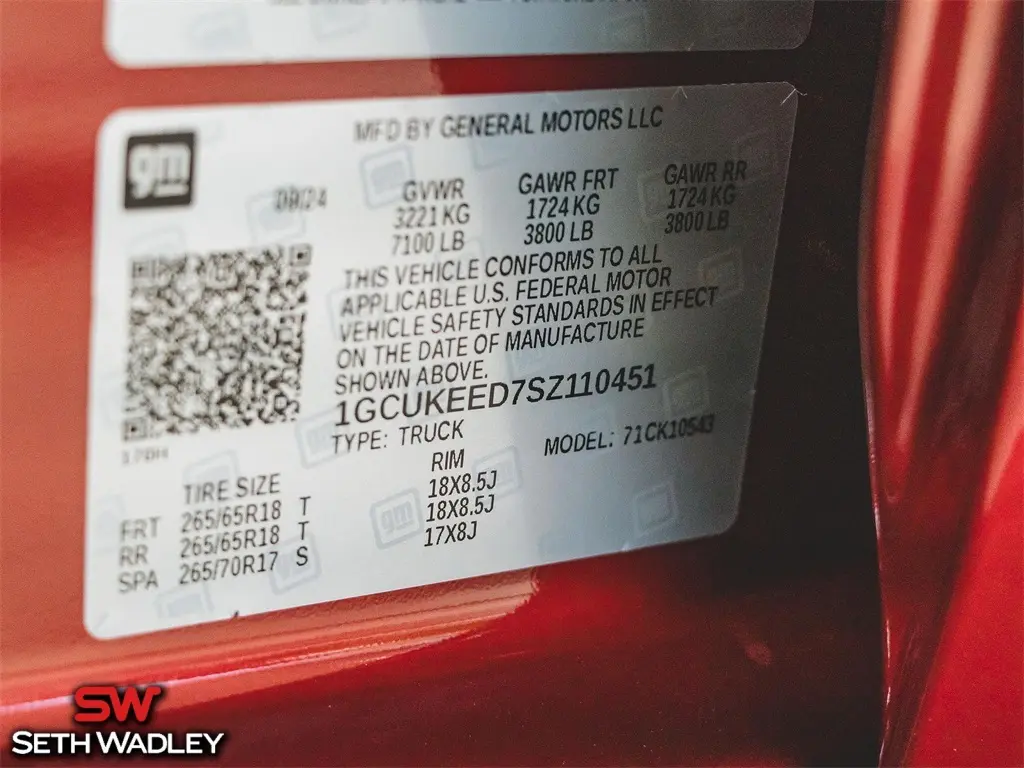 MFD BY GENERAL MOTORS LLC
gm
09/24
GVWR GAWR FRT GAWR RR
3221 KG 1724 KG 1724 KG
7100 LB 3800 LB 3800 LB
THIS VEHICLE CONFORMS TO ALL
APPLICABLE U.S. FEDERAL MOTOR
VEHICLE SAFETY STANDARDS IN EFFECT
ON THE DATE OF MANUFACTURE
SHOWN ABOVE.
1GCUKEED7SZ110451
TYPE: TRUCK MODEL: 71CK10543
TIRE SIZE RIM
FRT 265/65R18 T 18X8.5J
RR 265/65R18 T 18X8.5J
SPA 265/70R17 S 17X8J
SW
SETH WADLEY